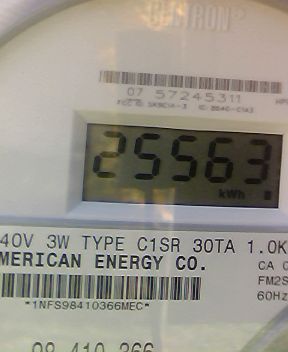 CENTRON
07 57245311
25563
kWh
40V 3W TYPE C1SR 30TA 1.0K
MERICAN ENERGY CO.
CA 0
FM2S
60Hz
*1NFS98410366MEC*
98 410 366